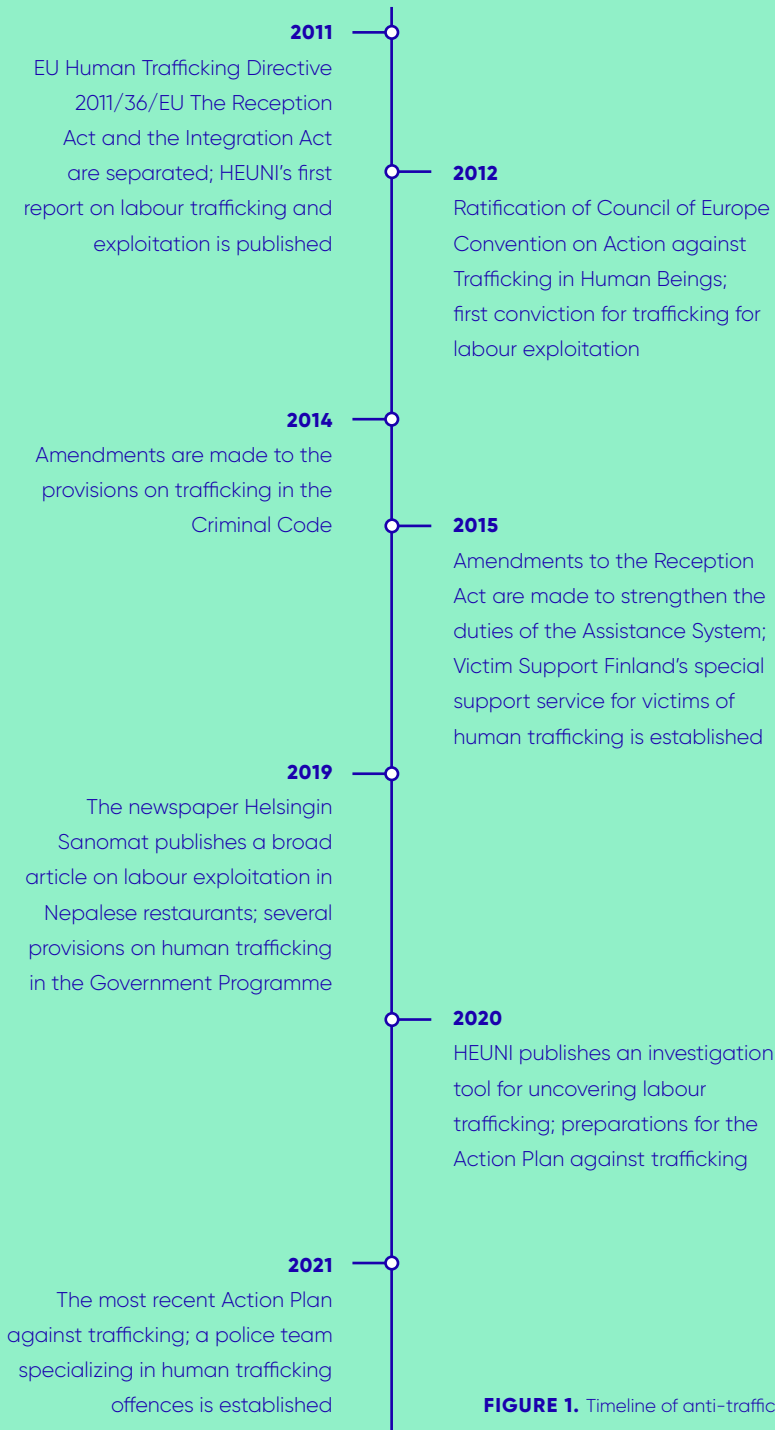 2011
EU Human Trafficking Directive
2011/36/EU The Reception
Act and the Integration Act
are separated; HEUNI's first
report on labour trafficking and
exploitation is published
2012
Ratification of Council of Europe
Convention on Action against
Trafficking in Human Beings;
first conviction for trafficking for
labour exploitation
2014
Amendments are made to the
provisions on trafficking in the
Criminal Code
2015
Amendments to the Reception
Act are made to strengthen the
duties of the Assistance System;
Victim Support Finland's special
support service for victims of
human trafficking is established
2019
The newspaper Helsingin
Sanomat publishes a broad
article on labour exploitation in
Nepalese restaurants; several
provisions on human trafficking
in the Government Programme
2020
HEUNI publishes an investigation
tool for uncovering labour
trafficking; preparations for the
Action Plan against trafficking
2021
The most recent Action Plan
against trafficking; a police team
specializing in human trafficking
offences is established
FIGURE 1. Timeline of